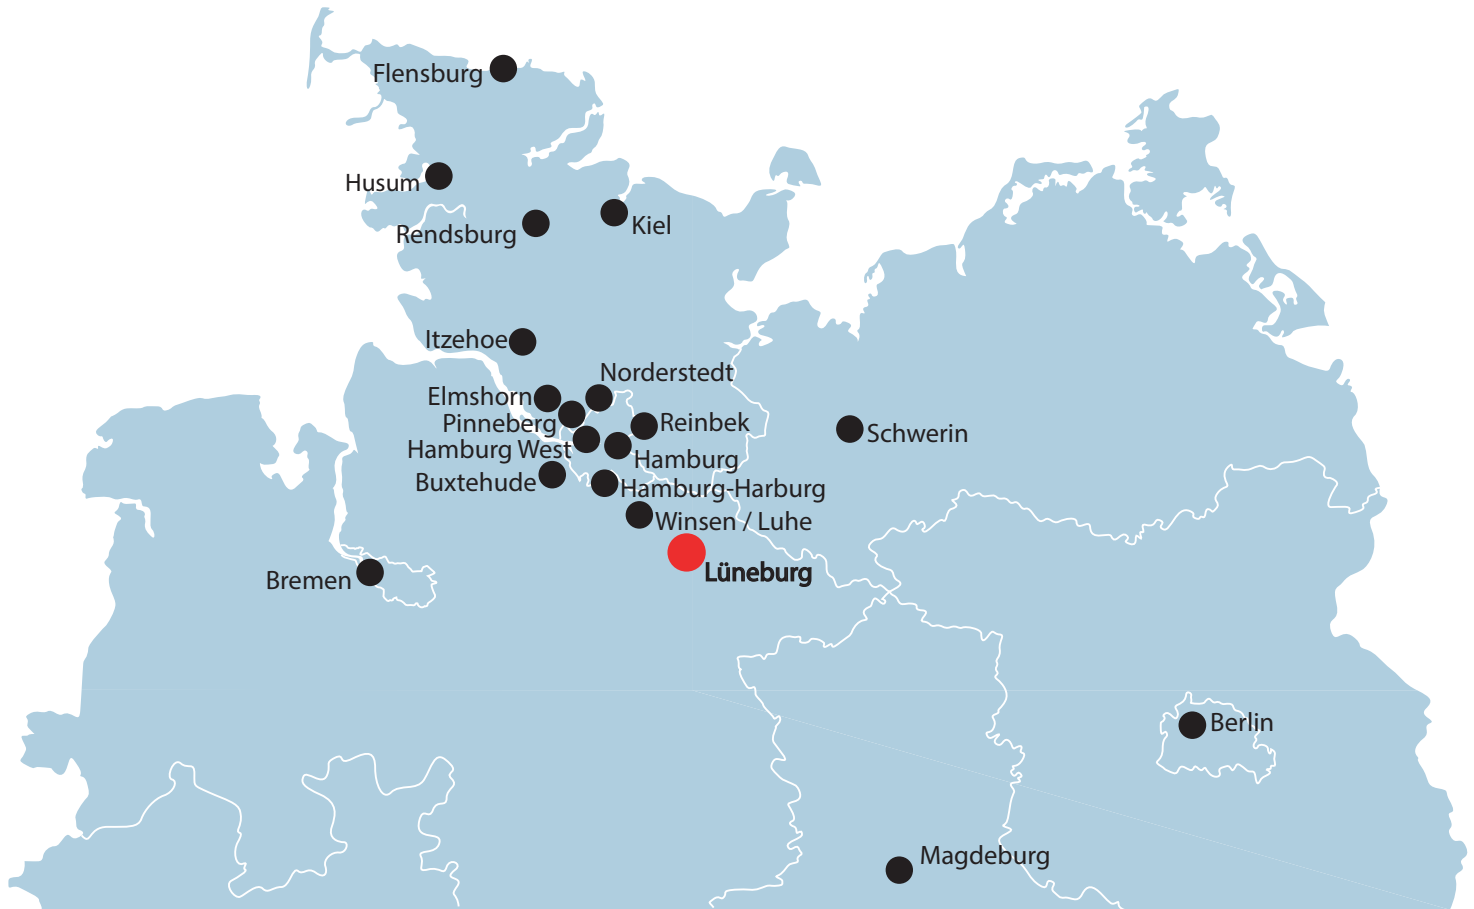 Flensburg
Husum
Rendsburg
Kiel
Itzehoe
Norderstedt
Elmshorn
Pinneberg
Reinbek
Schwerin
Hamburg West
Hamburg
Buxtehude
Hamburg-Harburg
Winsen / Luhe
Lüneburg
Bremen
Berlin
Magdeburg